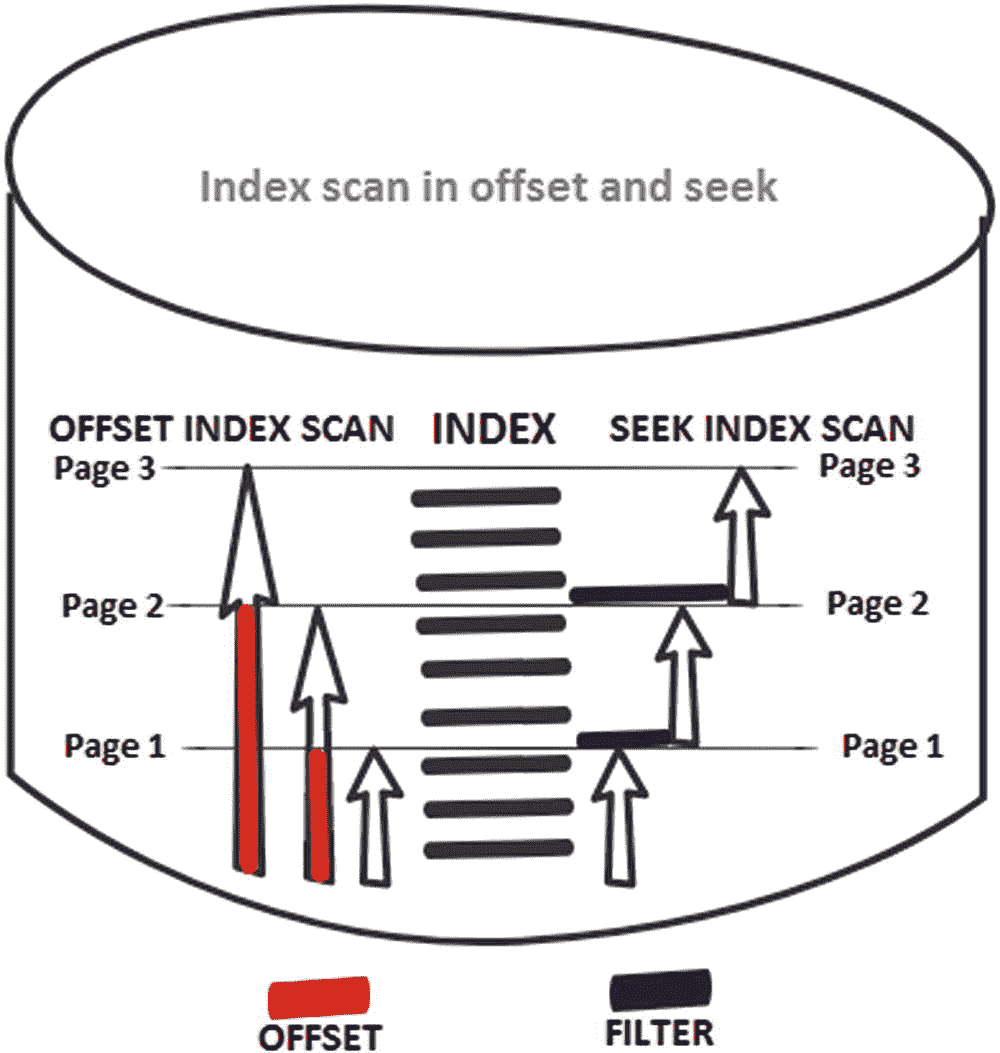 Index scan in offset and seek
OFFSET INDEX SCAN INDEX SEEK INDEX SCAN
Page 3 Page 3
Page 2 Page 2
Page 1 Page 1
OFFSET FILTER